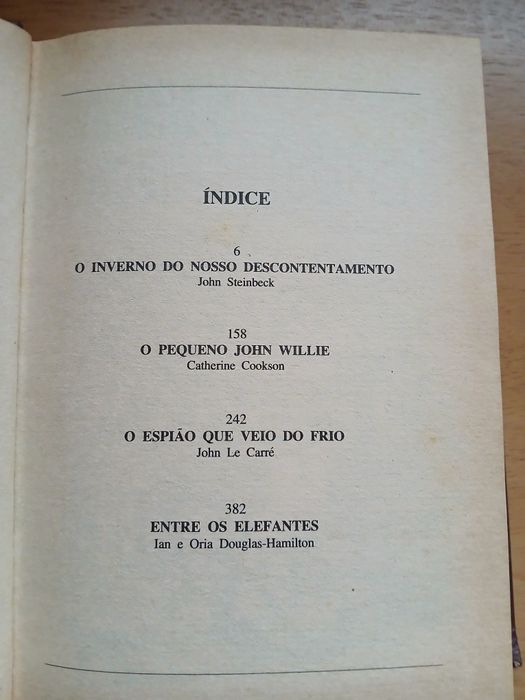 ÍNDICE
6
O INVERNO DO NOSSO DESCONTENTAMENTO
John Steinbeck
158
O PEQUENO JOHN WILLIE
Catherine Cookson
242
O ESPIÃO QUE VEIO DO FRIO
John Le Carré
382
ENTRE OS ELEFANTES
Ian e Oria Douglas-Hamilton